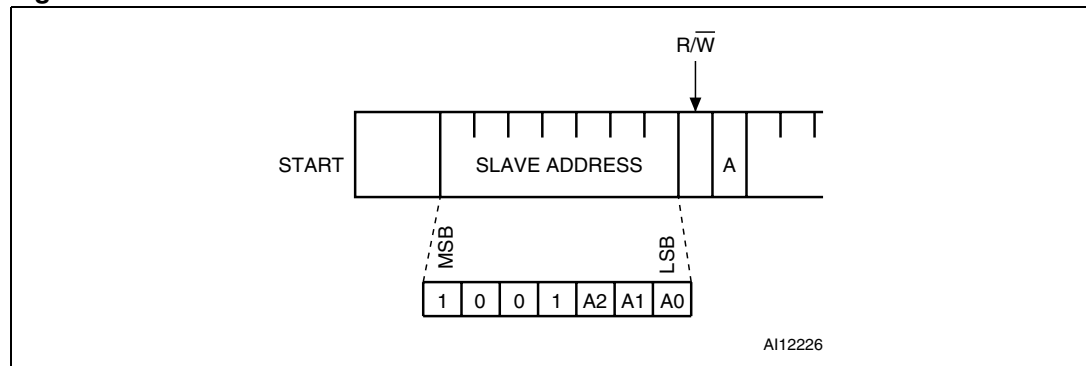 R/W̅
START
SLAVE ADDRESS
A
MSB
LSB
1 0 0 1 A2 A1 A0
AI12226